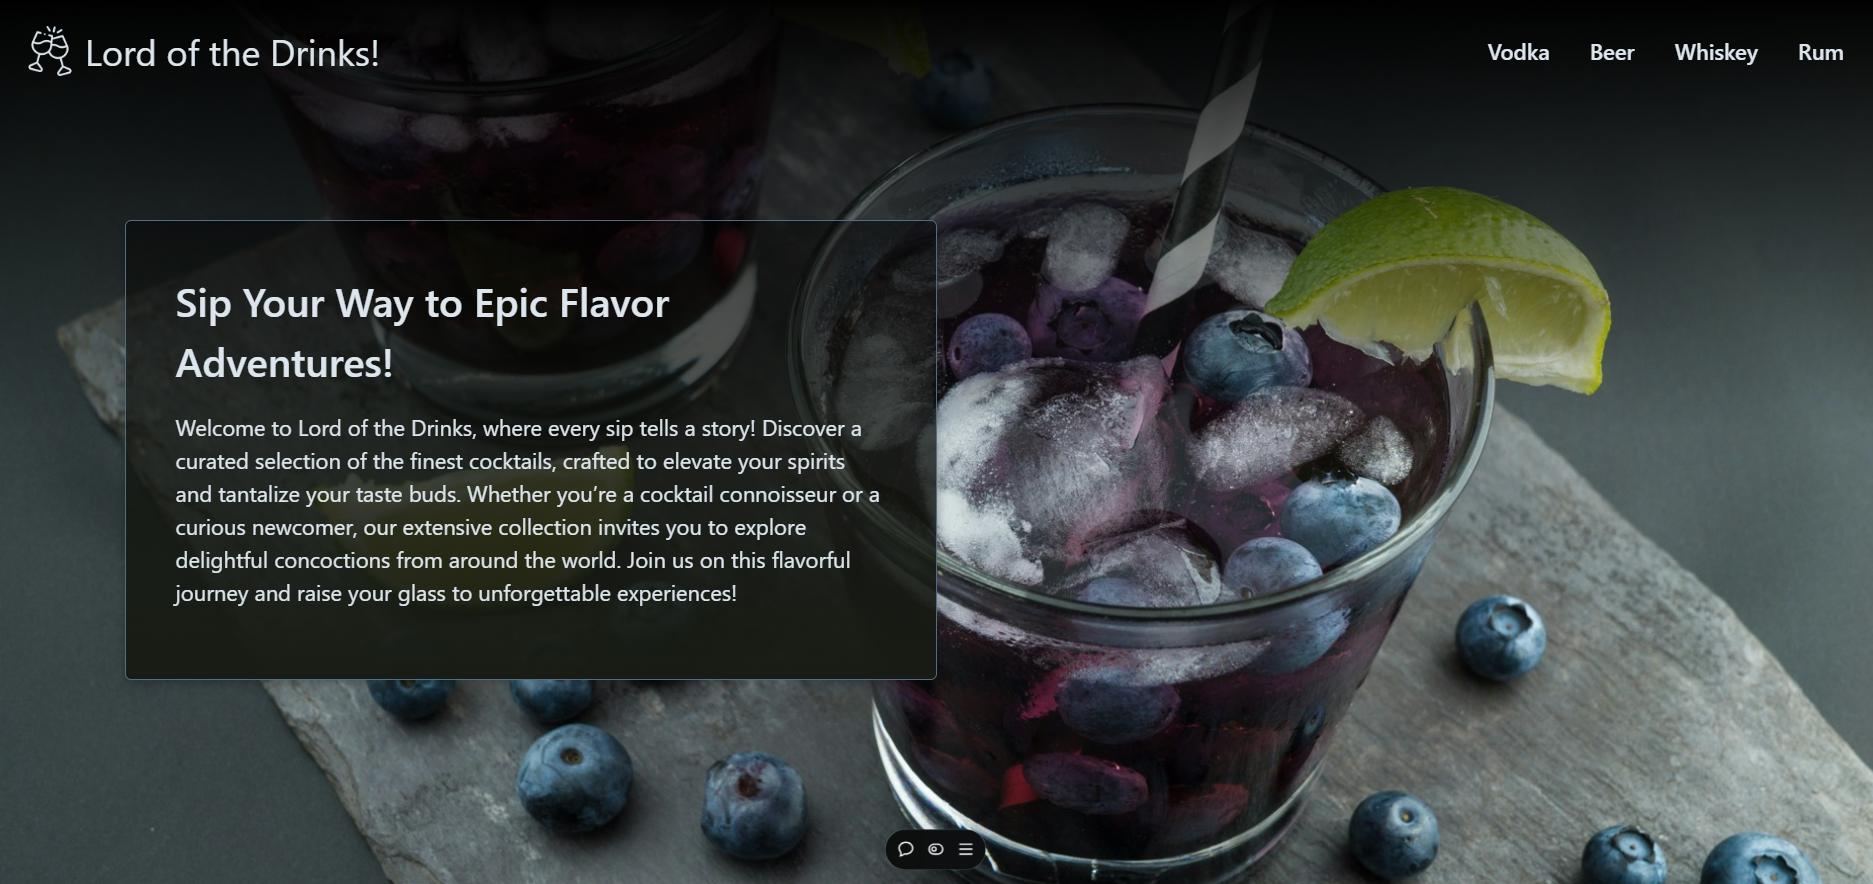 Lord of the Drinks!
Vodka Beer Whiskey Rum
Sip Your Way to Epic Flavor
Adventures!
Welcome to Lord of the Drinks, where every sip tells a story! Discover a
curated selection of the finest cocktails, crafted to elevate your spirits
and tantalize your taste buds. Whether you’re a cocktail connoisseur or a
curious newcomer, our extensive collection invites you to explore
delightful concoctions from around the world. Join us on this flavorful
journey and raise your glass to unforgettable experiences!